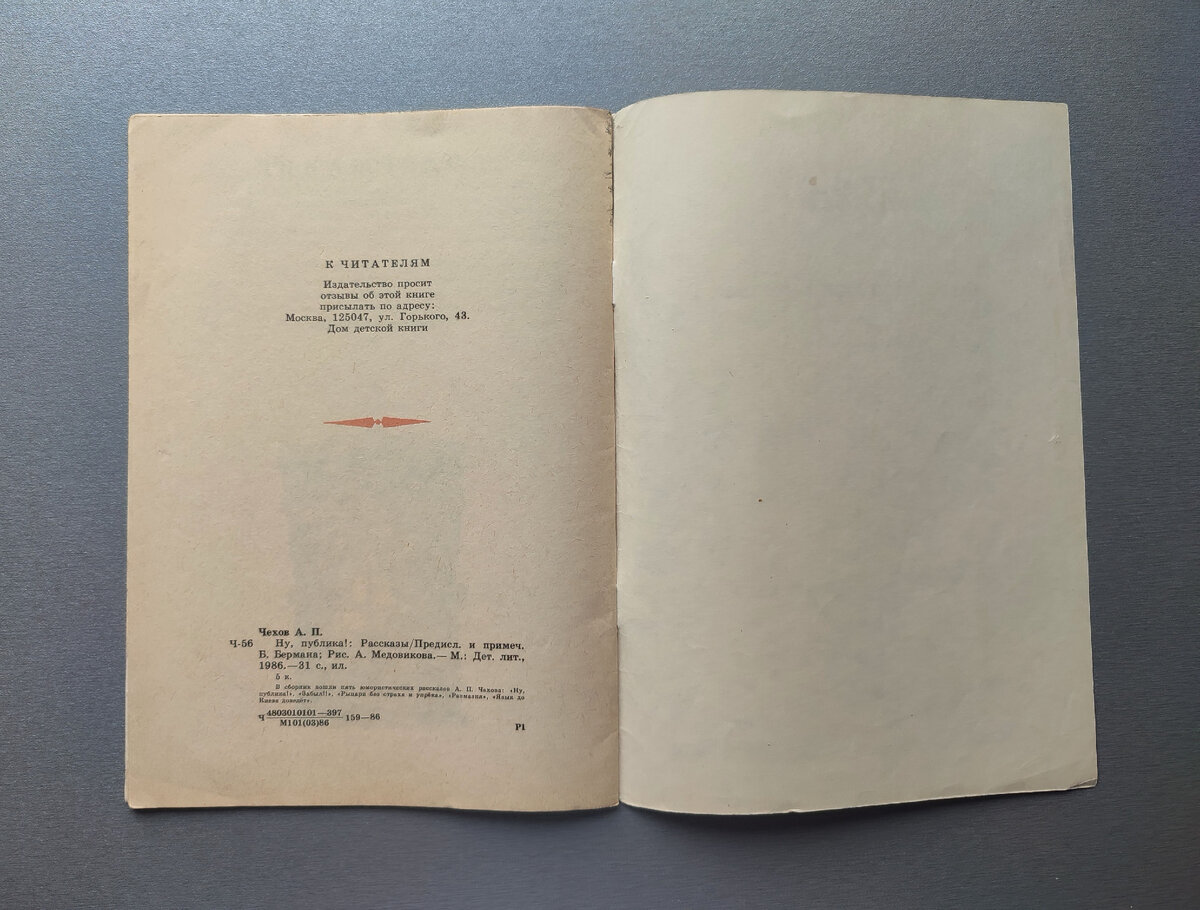 К ЧИТАТЕЛЯМ
Издательство просит
отзывы об этой книге
присылать по адресу:
Москва, 125047, ул. Горького, 43.
Дом детской книги
Чехов А. П.
Ч-56 Ну, публика!: Рассказы/Предисл. и примеч.
Б. Бермана; Рис. А. Медовикова.— М.: Дет. лит.,
1986.—31 с., ил.
5 к.
В сборник вошли пять юмористических рассказов А. П. Чехова: «Ну,
публика!», «Забыл!!», «Рыцари без страха и упрёка», «Размазня», «Язык до
Киева доведёт».
Ч 4803010101—397 159—86
М101(03)86
Р1